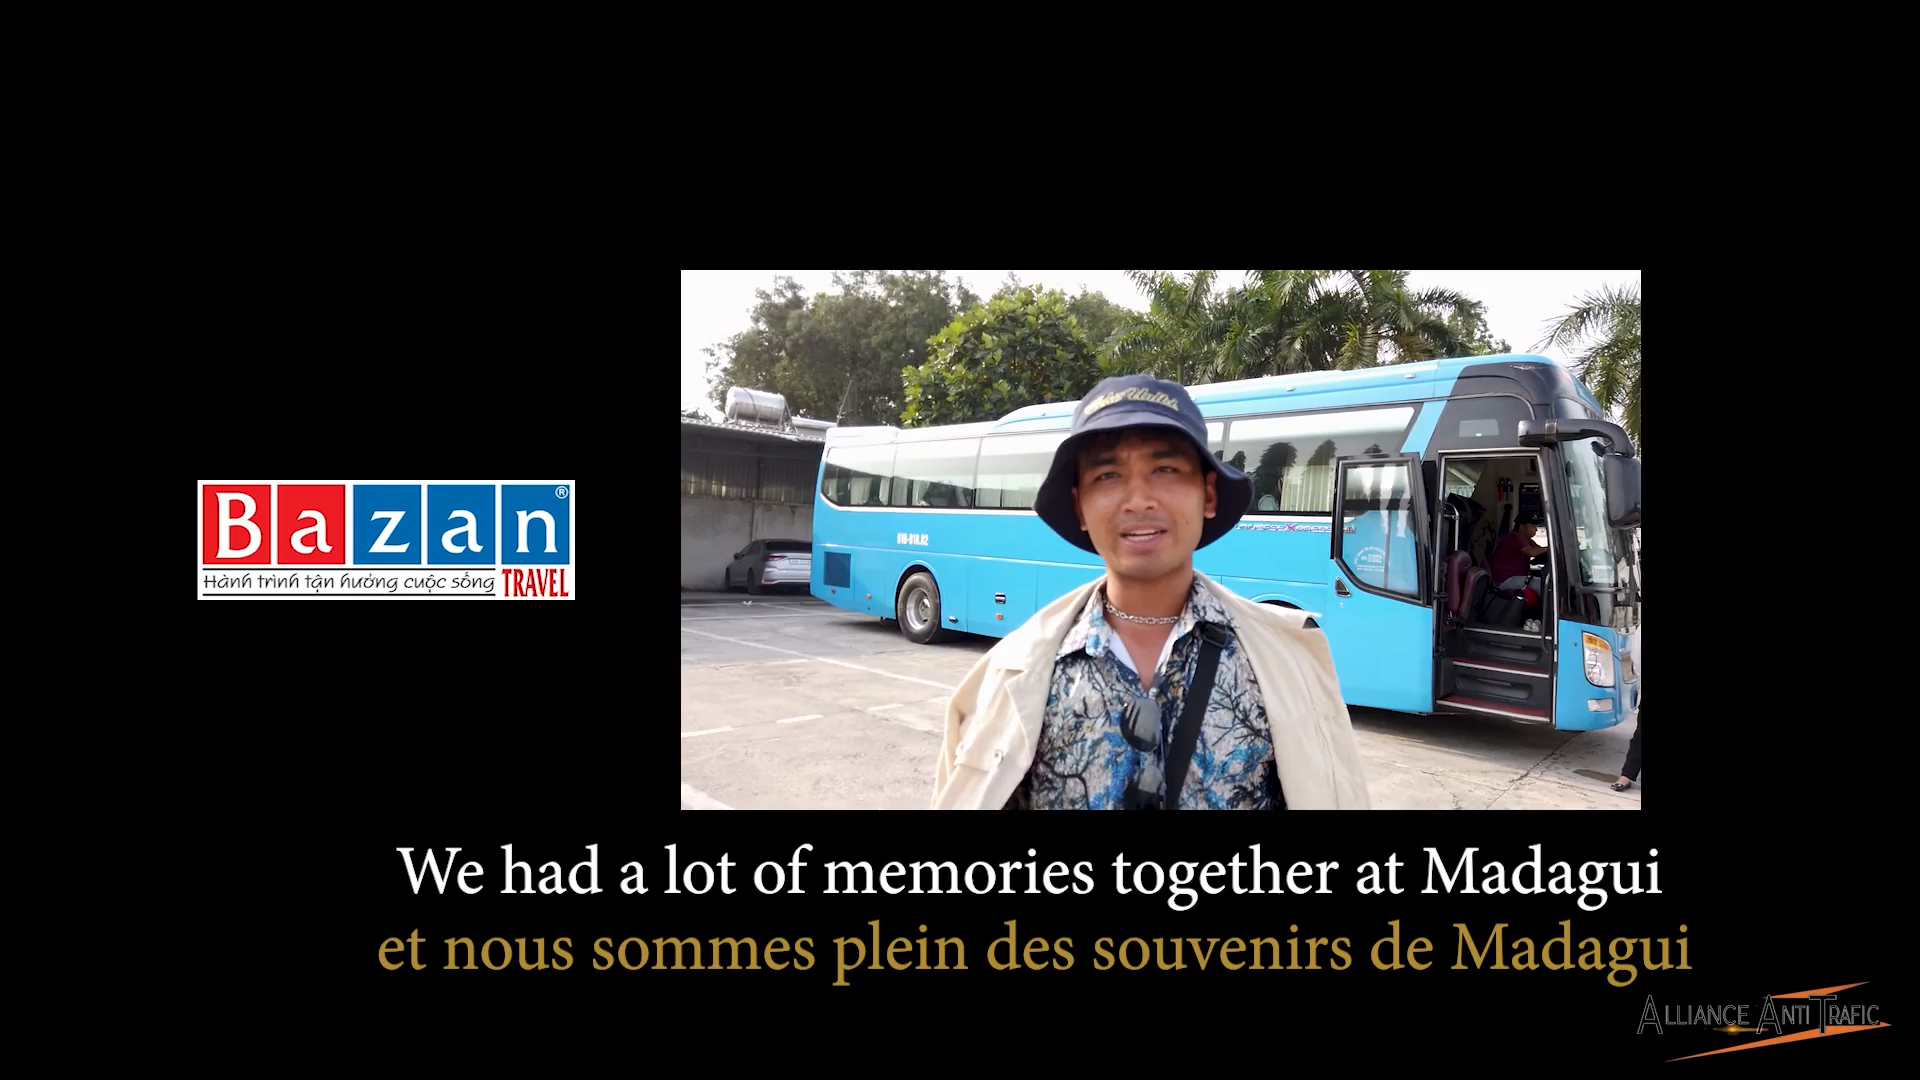 Bazan®
Hành trình tận hưởng cuộc sống TRAVEL
We had a lot of memories together at Madagui
et nous sommes plein des souvenirs de Madagui
ALLIANCE ANTI TRAFIC